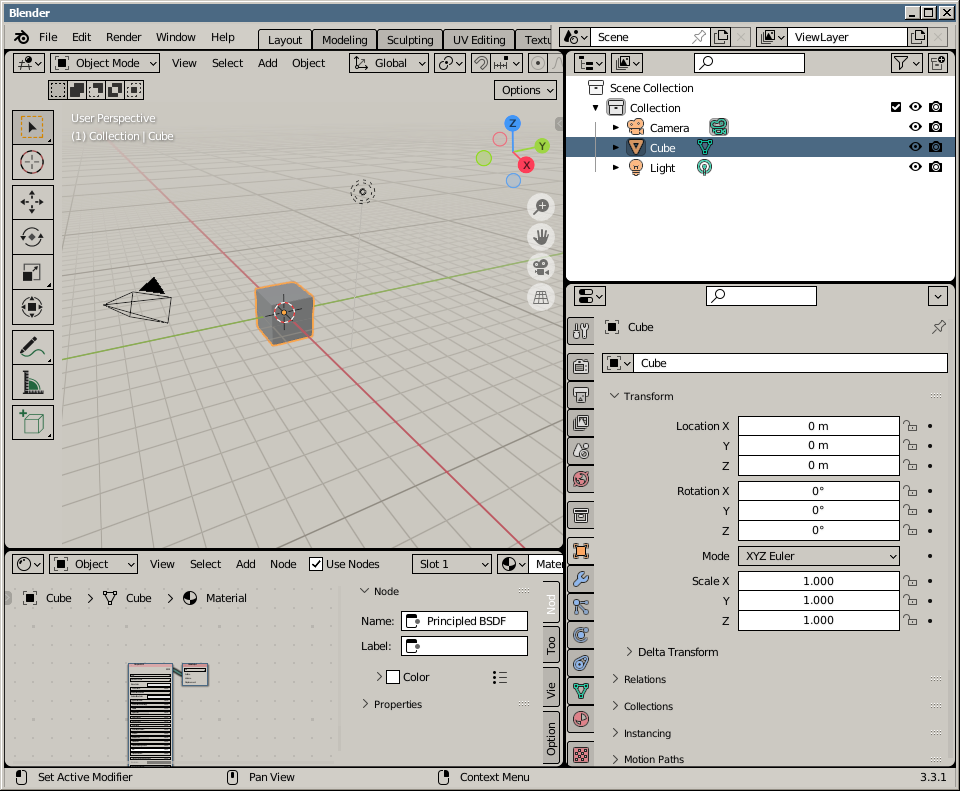 Blender
File Edit Render Window Help Layout Modeling Sculpting UV Editing Textu Scene ViewLayer
Object Mode View Select Add Object Global
Options
User Perspective
(1) Collection | Cube
Z
Y
X
Scene Collection
Collection
Camera
Cube
Light
Cube
Cube
Transform
Location X 0 m
Y 0 m
Z 0 m
Rotation X 0°
Y 0°
Z 0°
Mode XYZ Euler
Scale X 1.000
Y 1.000
Z 1.000
Delta Transform
Relations
Collections
Instancing
Motion Paths
Object View Select Add Node Use Nodes Slot 1 Mater
Cube > Cube > Material
Node
Name: Principled BSDF
Label:
Color
Properties
Nod
Too
Vie
Option
Set Active Modifier Pan View Context Menu 3.3.1